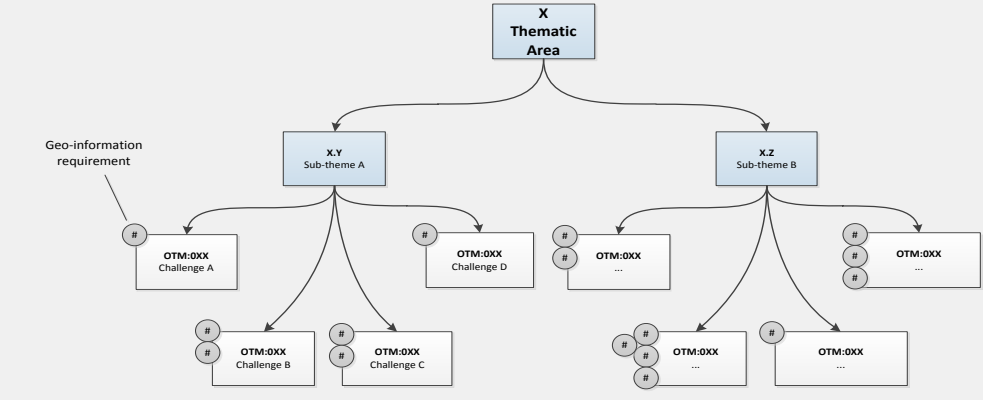 X
Thematic
Area
Geo-information
requirement
X.Y
Sub-theme A
X.Z
Sub-theme B
#
OTM:0XX
Challenge A
#
OTM:0XX
Challenge D
#
#
OTM:0XX
...
#
#
#
OTM:0XX
...
#
#
OTM:0XX
Challenge B
#
#
OTM:0XX
Challenge C
#
#
#
#
OTM:0XX
...
#
OTM:0XX
...